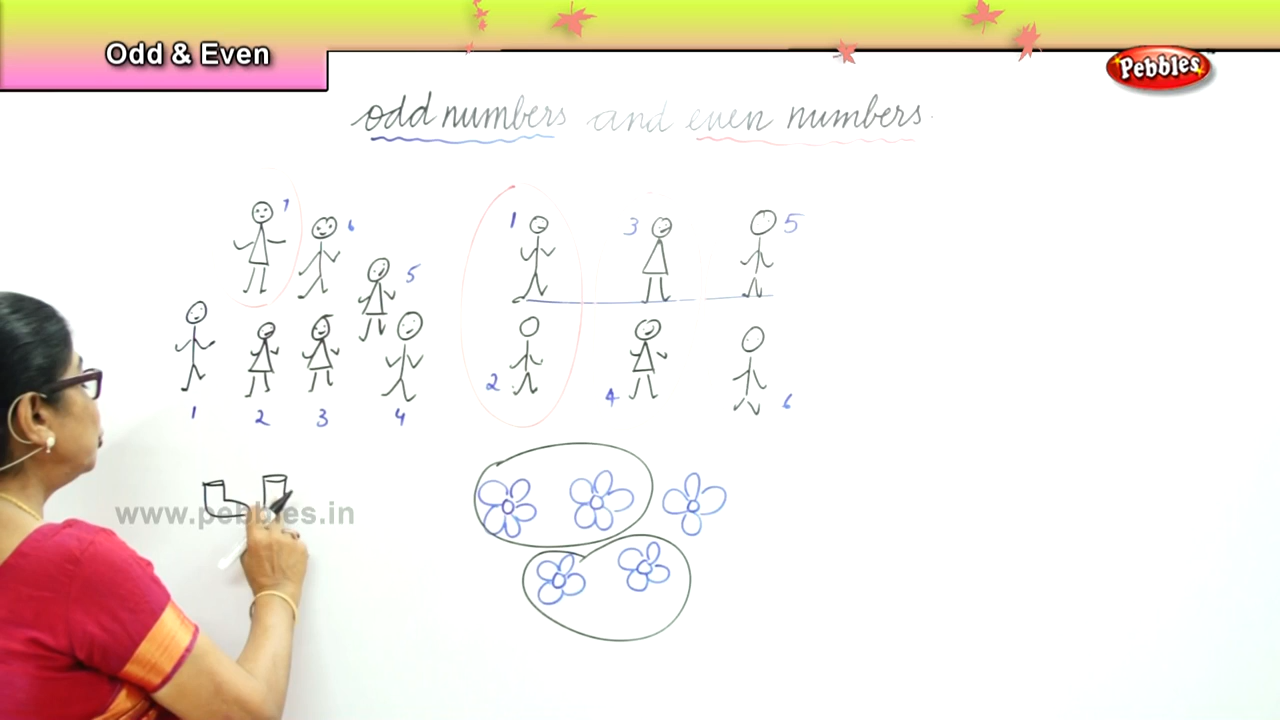 Odd & Even
Pebbles
odd numbers and even numbers.
7
6
1
3
5
5
2
4
6
1 2 3 4
www.pebbles.in